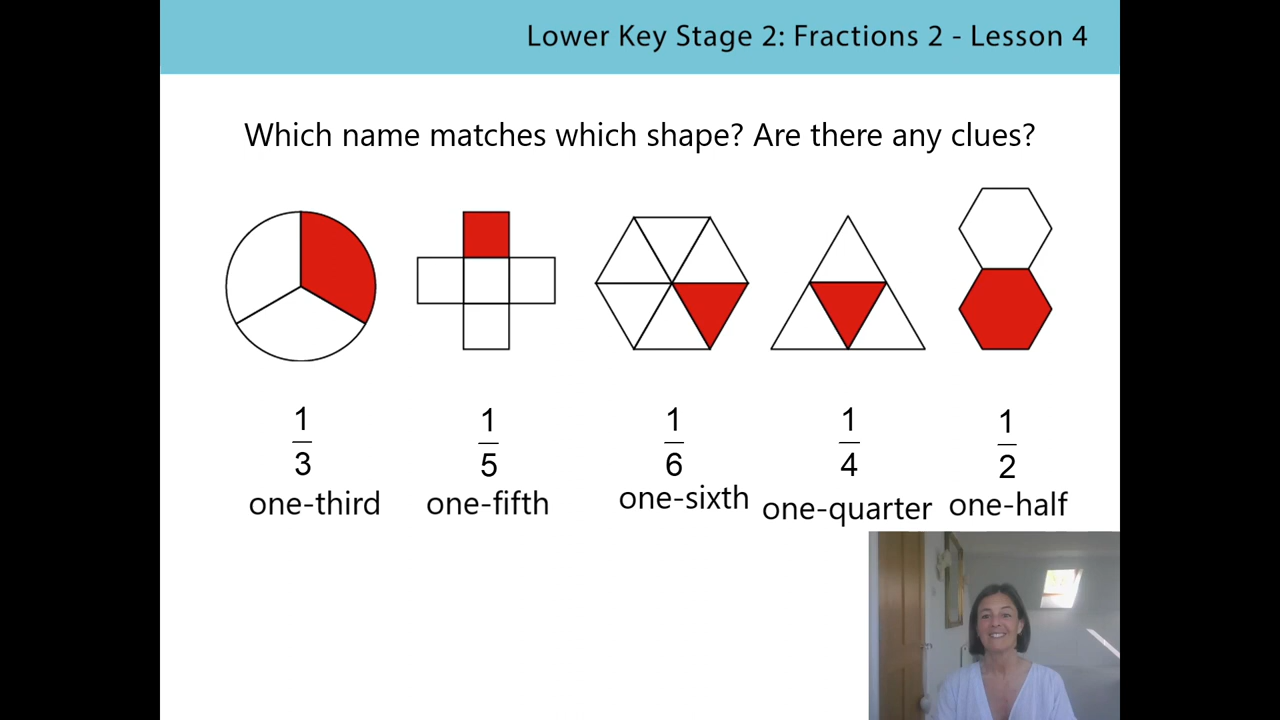 Lower Key Stage 2: Fractions 2 - Lesson 4
Which name matches which shape? Are there any clues?
1 1 1 1 1
3 5 6 4 2
one-third one-fifth one-sixth one-quarter one-half